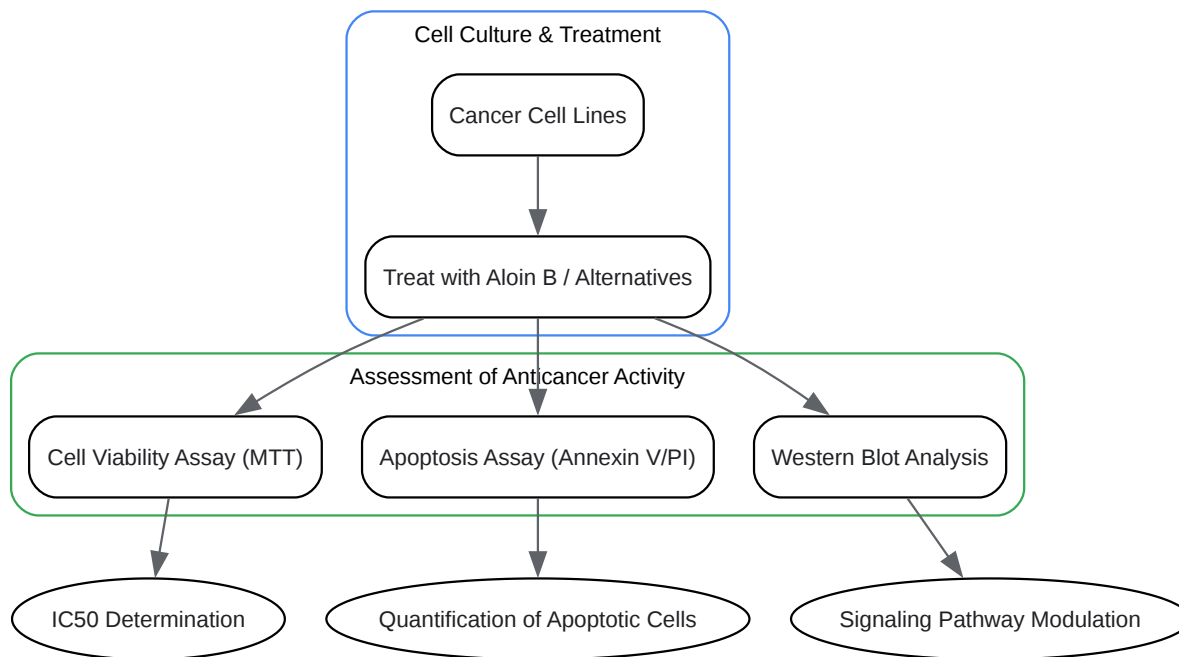 Cell Culture & Treatment
Cancer Cell Lines
Treat with Aloin B / Alternatives
Assessment of Anticancer Activity
Cell Viability Assay (MTT)
Apoptosis Assay (Annexin V/PI)
Western Blot Analysis
IC50 Determination
Quantification of Apoptotic Cells
Signaling Pathway Modulation